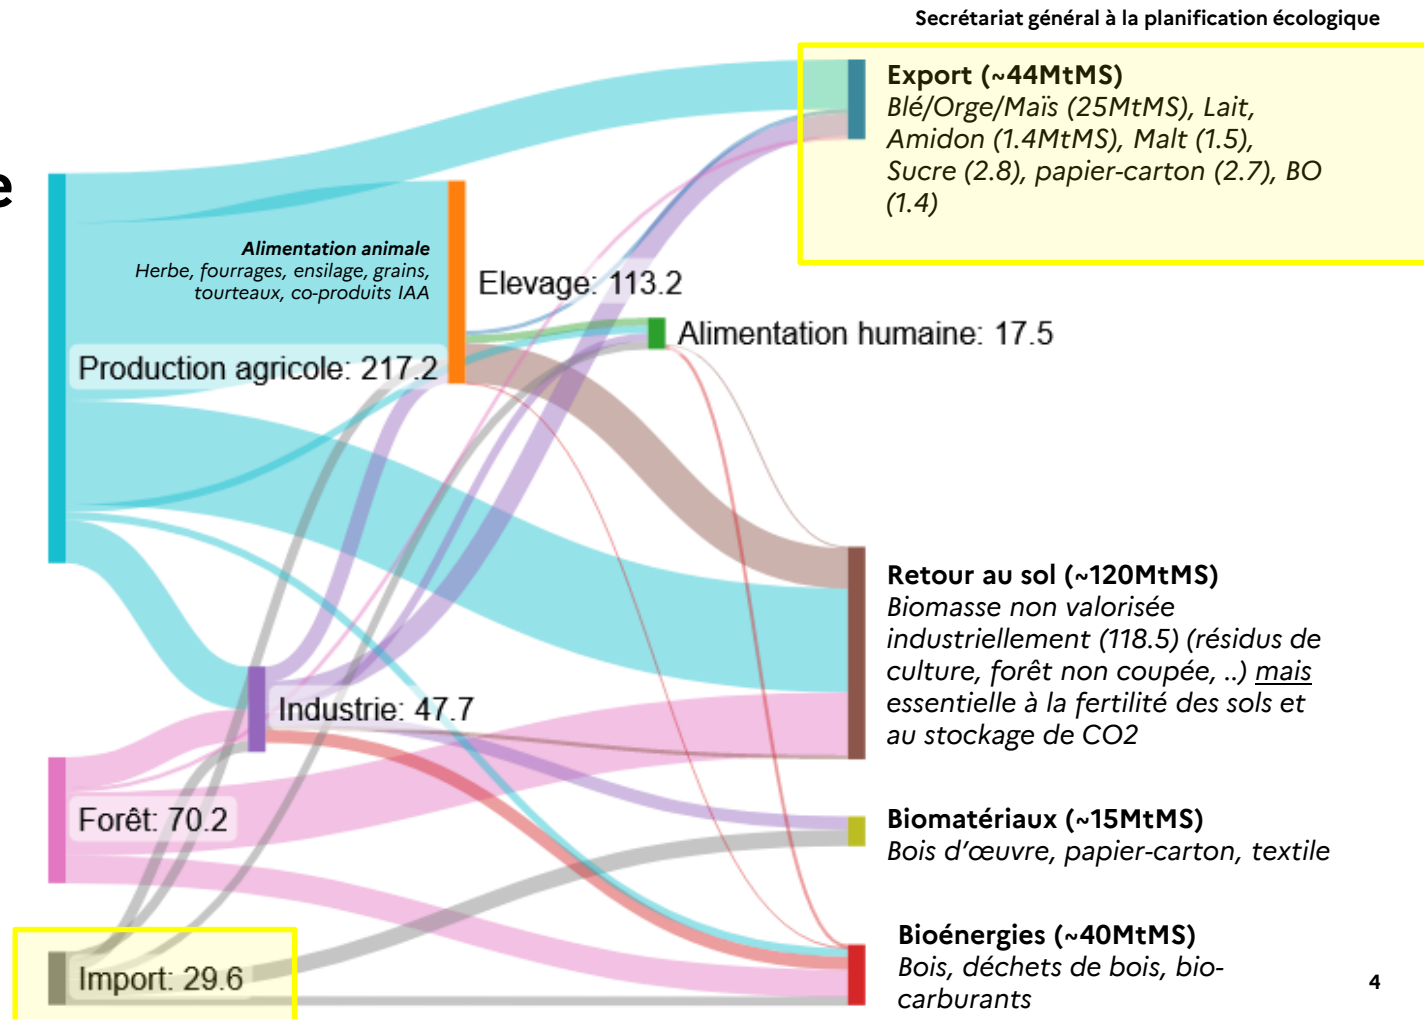 Secrétariat général à la planification écologique
e
Export (~44MtMS)
Blé/Orge/Maïs (25MtMS), Lait,
Amidon (1.4MtMS), Malt (1.5),
Sucre (2.8), papier-carton (2.7), BO
(1.4)
Alimentation animale
Herbe, fourrages, ensilage, grains,
tourteaux, co-produits IAA
Elevage: 113.2
Alimentation humaine: 17.5
Production agricole: 217.2
Retour au sol (~120MtMS)
Biomasse non valorisée
industriellement (118.5) (résidus de
culture, forêt non coupée, ..) mais
essentielle à la fertilité des sols et
au stockage de CO2
Industrie: 47.7
Forêt: 70.2
Biomatériaux (~15MtMS)
Bois d’œuvre, papier-carton, textile
Import: 29.6
Bioénergies (~40MtMS)
Bois, déchets de bois, bio-
carburants
4